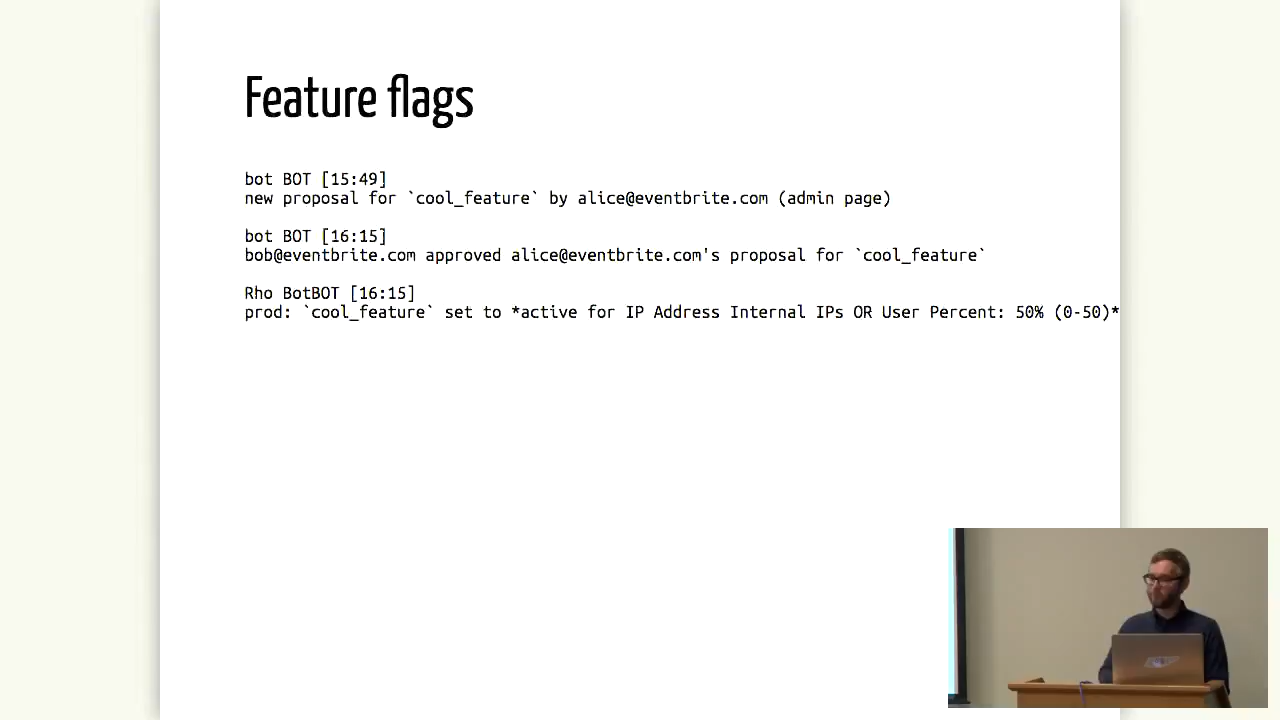 Feature flags
bot BOT [15:49]
new proposal for `cool_feature` by alice@eventbrite.com (admin page)
bot BOT [16:15]
bob@eventbrite.com approved alice@eventbrite.com's proposal for `cool_feature`
Rho BotBOT [16:15]
prod: `cool_feature` set to *active for IP Address Internal IPs OR User Percent: 50% (0-50)*